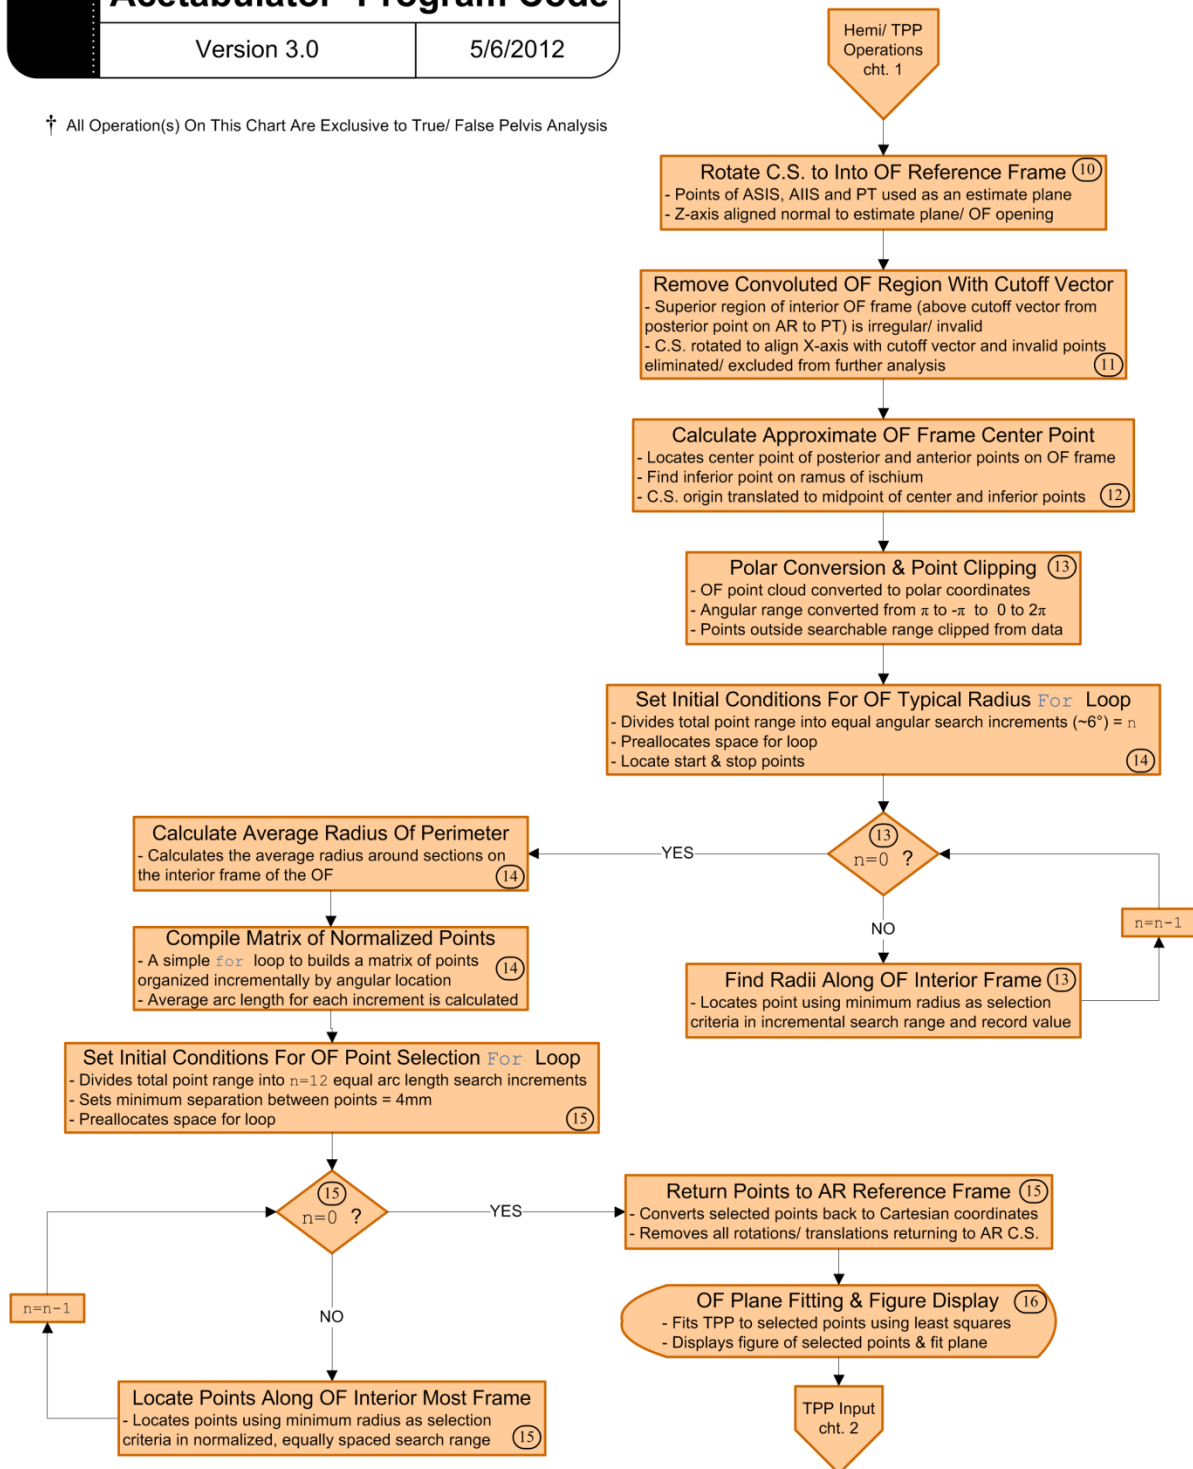 Acetabulator Program Code
Version 3.0
5/6/2012
† All Operation(s) On This Chart Are Exclusive to True/ False Pelvis Analysis
Hemi/ TPP
Operations
cht. 1
Rotate C.S. to Into OF Reference Frame 10
- Points of ASIS, AIIS and PT used as an estimate plane
- Z-axis aligned normal to estimate plane/ OF opening
Remove Convoluted OF Region With Cutoff Vector
- Superior region of interior OF frame (above cutoff vector from
posterior point on AR to PT) is irregular/ invalid
- C.S. rotated to align X-axis with cutoff vector and invalid points
eliminated/ excluded from further analysis 11
Calculate Approximate OF Frame Center Point
- Locates center point of posterior and anterior points on OF frame
- Find inferior point on ramus of ischium
- C.S. origin translated to midpoint of center and inferior points 12
Polar Conversion & Point Clipping 13
- OF point cloud converted to polar coordinates
- Angular range converted from π to -π to 0 to 2π
- Points outside searchable range clipped from data
Set Initial Conditions For OF Typical Radius For Loop
- Divides total point range into equal angular search increments (~6°) = n
- Preallocates space for loop
- Locate start & stop points 14
13
n=0 ?
YES
NO
n=n-1
Find Radii Along OF Interior Frame 13
- Locates point using minimum radius as selection
criteria in incremental search range and record value
Calculate Average Radius Of Perimeter
- Calculates the average radius around sections on
the interior frame of the OF 14
Compile Matrix of Normalized Points
- A simple for loop to builds a matrix of points
organized incrementally by angular location 14
- Average arc length for each increment is calculated
Set Initial Conditions For OF Point Selection For Loop
- Divides total point range into n=12 equal arc length search increments
- Sets minimum separation between points = 4mm
- Preallocates space for loop 15
15
n=0 ?
YES
NO
n=n-1
Locate Points Along OF Interior Most Frame
- Locates points using minimum radius as selection
criteria in normalized, equally spaced search range 15
Return Points to AR Reference Frame 15
- Converts selected points back to Cartesian coordinates
- Removes all rotations/ translations returning to AR C.S.
OF Plane Fitting & Figure Display 16
- Fits TPP to selected points using least squares
- Displays figure of selected points & fit plane
TPP Input
cht. 2